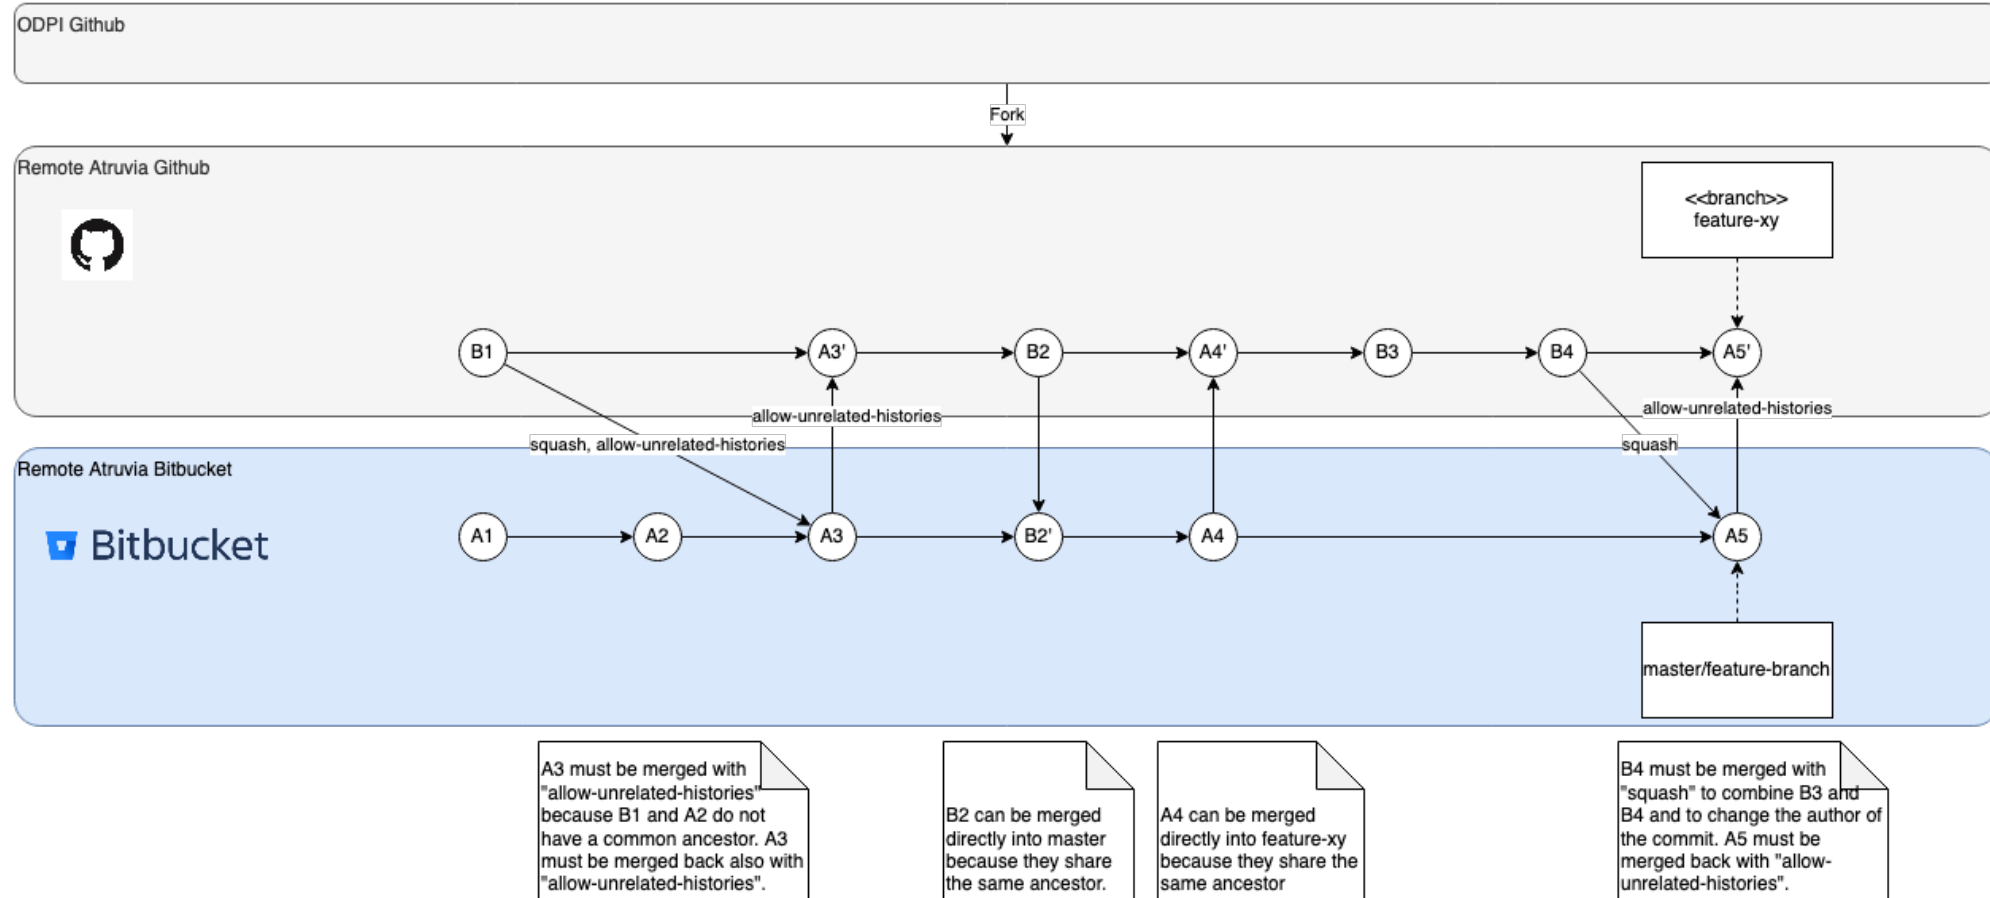 ODPI Github
Fork
Remote Atruvia Github
<<branch>>
feature-xy
B1
A3'
B2
A4'
B3
B4
A5'
allow-unrelated-histories
allow-unrelated-histories
squash, allow-unrelated-histories
squash
Remote Atruvia Bitbucket
Bitbucket
A1
A2
A3
B2'
A4
A5
master/feature-branch
A3 must be merged with
"allow-unrelated-histories"
because B1 and A2 do not
have a common ancestor. A3
must be merged back also with
"allow-unrelated-histories".
B2 can be merged
directly into master
because they share
the same ancestor.
A4 can be merged
directly into feature-xy
because they share the
same ancestor
B4 must be merged with
"squash" to combine B3 and
B4 and to change the author of
the commit. A5 must be
merged back with "allow-
unrelated-histories".